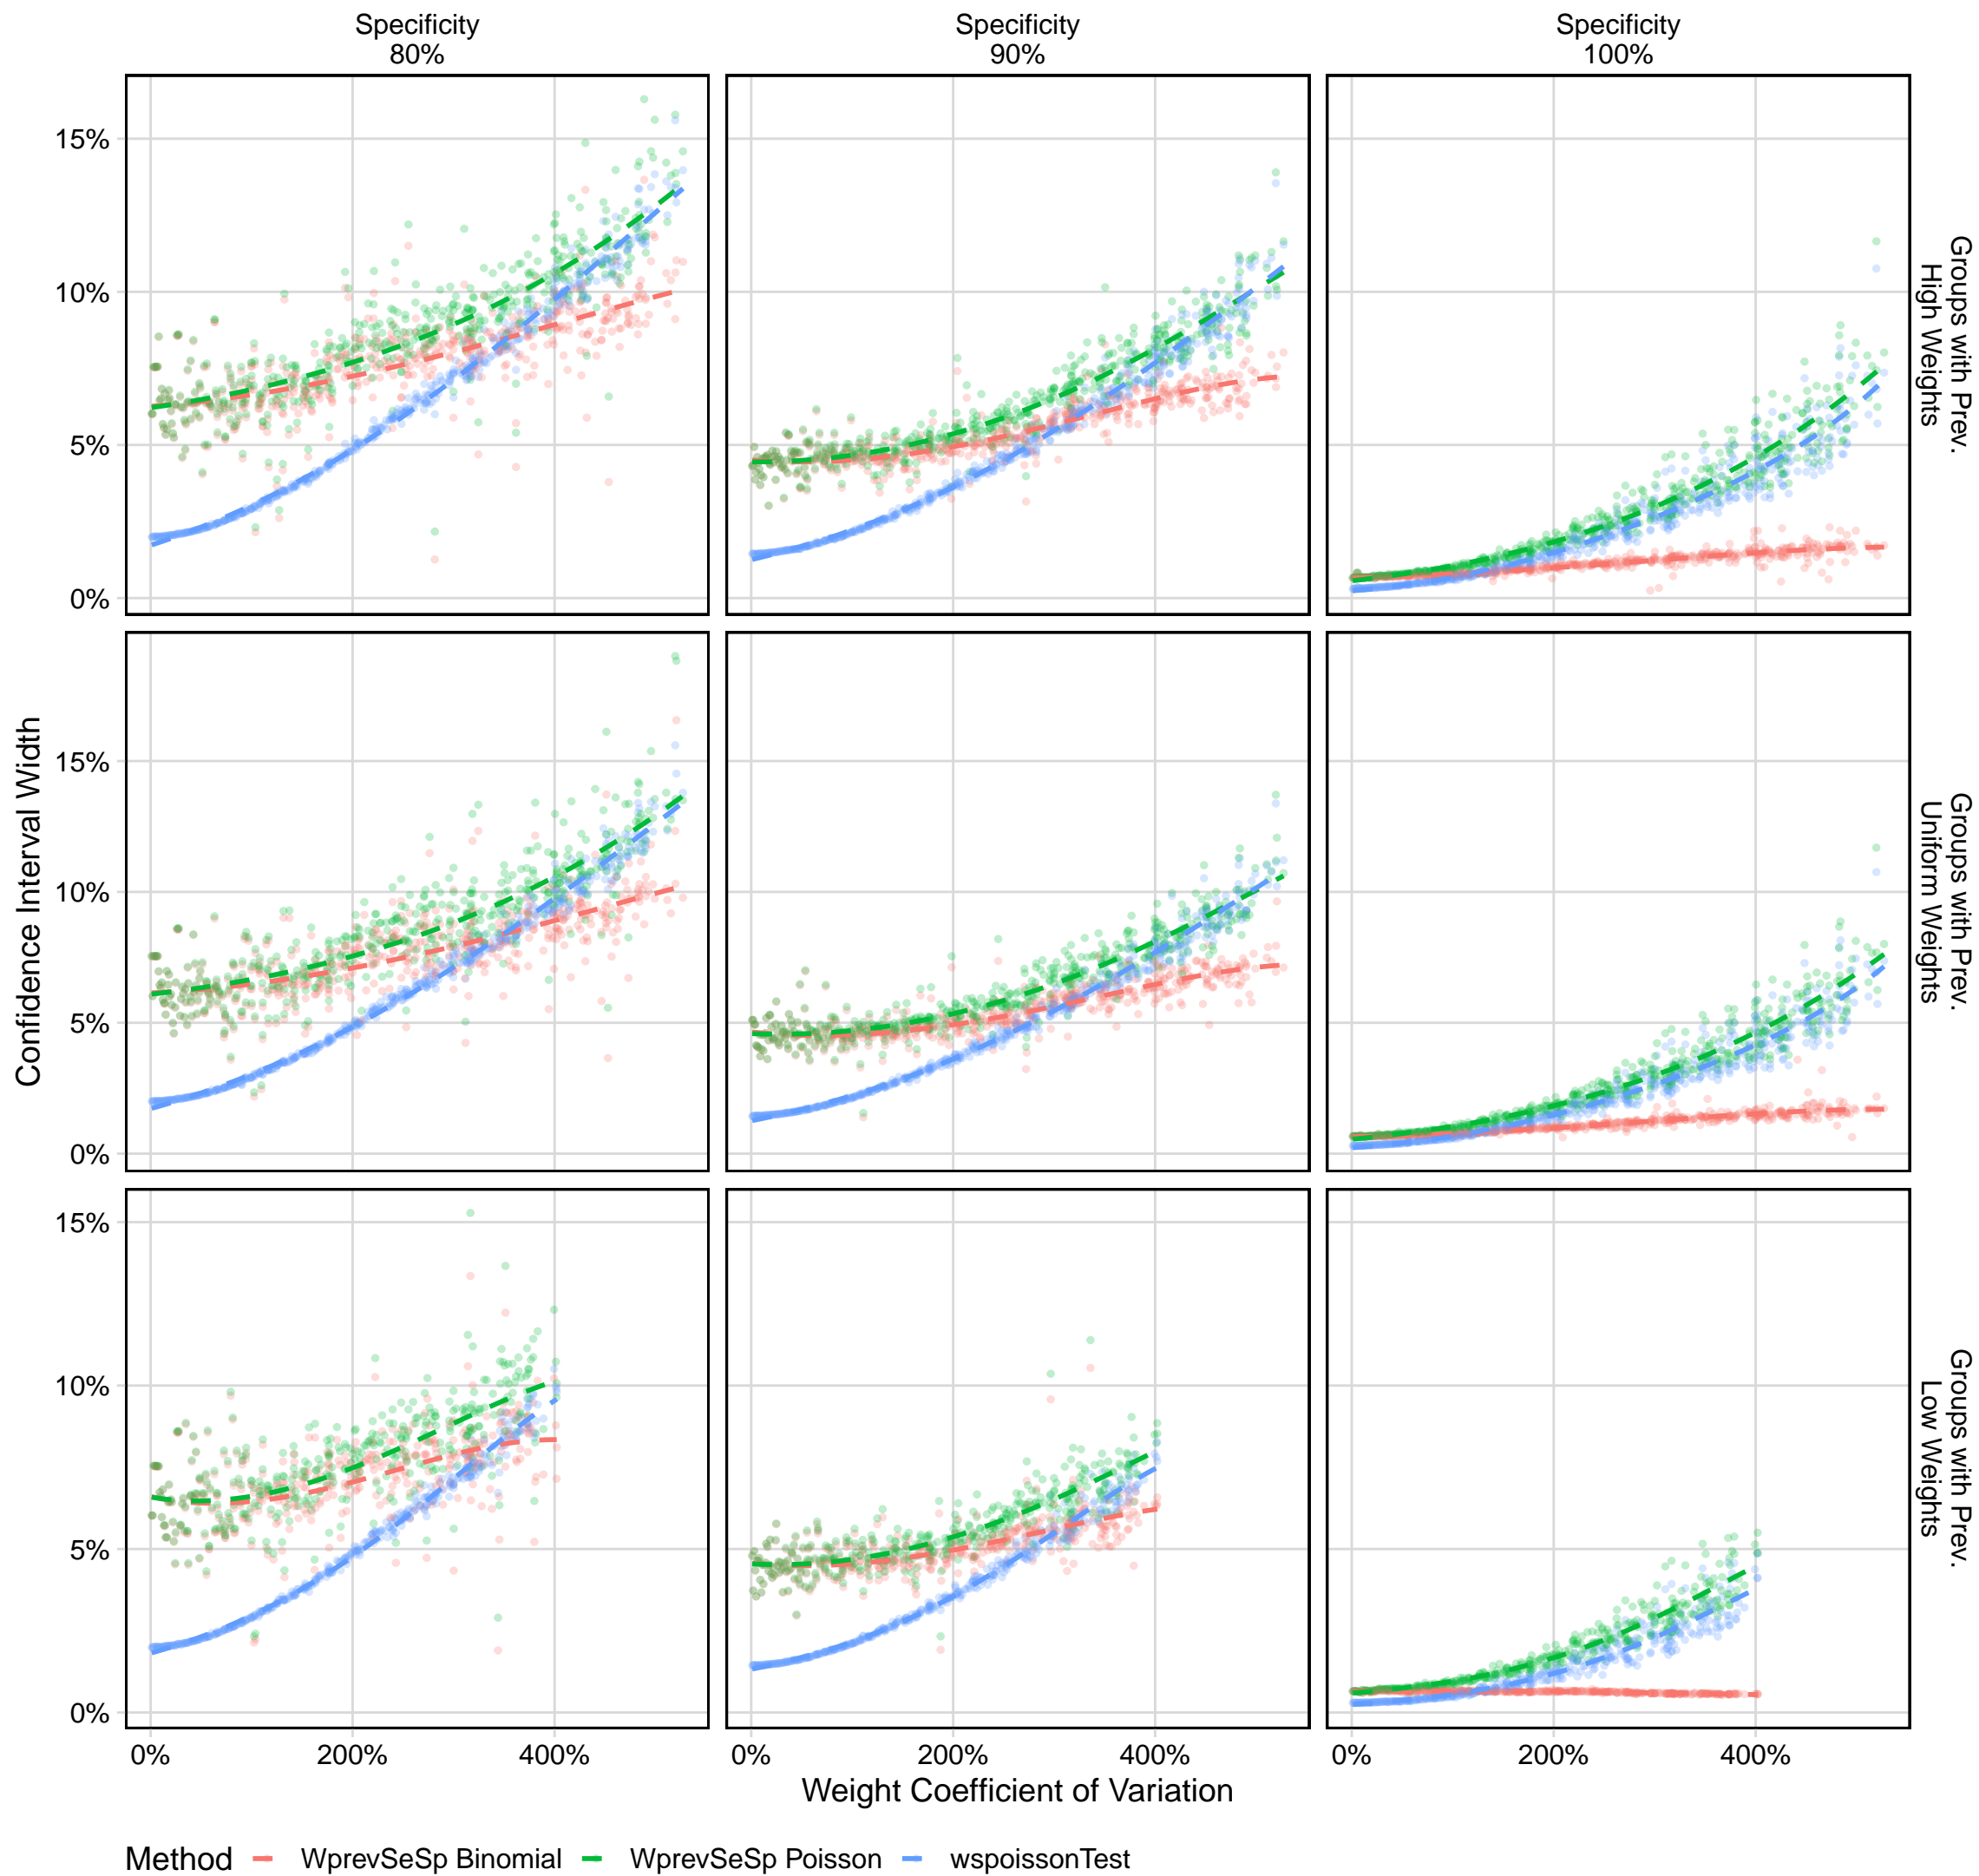 Specificity
80%
Specificity
90%
Specificity
100%
15%
10%
5%
0%
Groups with Prev.
High Weights
15%
10%
5%
0%
Groups with Prev.
Uniform Weights
15%
10%
5%
0%
Groups with Prev.
Low Weights
Confidence Interval Width
0% 200% 400% 0% 200% 400% 0% 200% 400%
Weight Coefficient of Variation
Method WprevSeSp Binomial WprevSeSp Poisson wspoissonTest